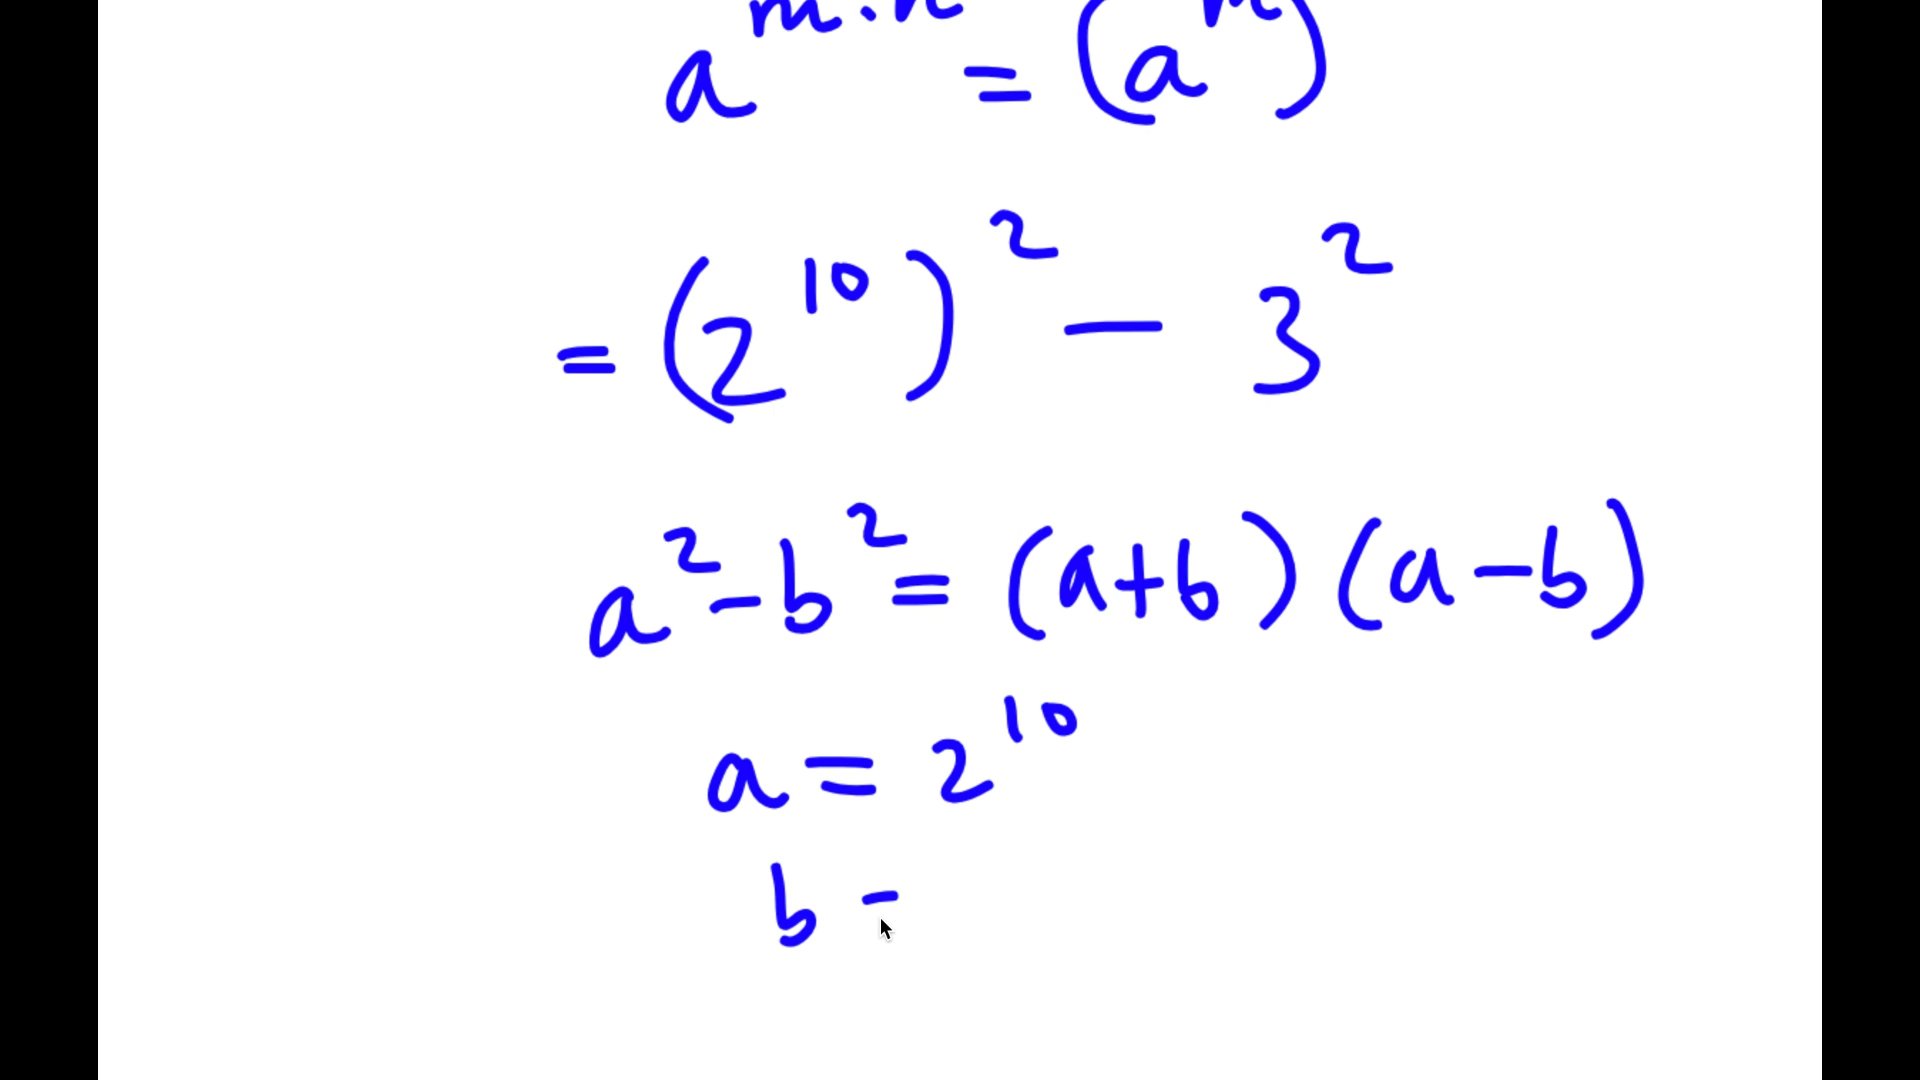 a^{m·n} = (a^m)
= (2^{10})^2 − 3^2
a^2 − b^2 = (a+b)(a−b)
a = 2^{10}
b −